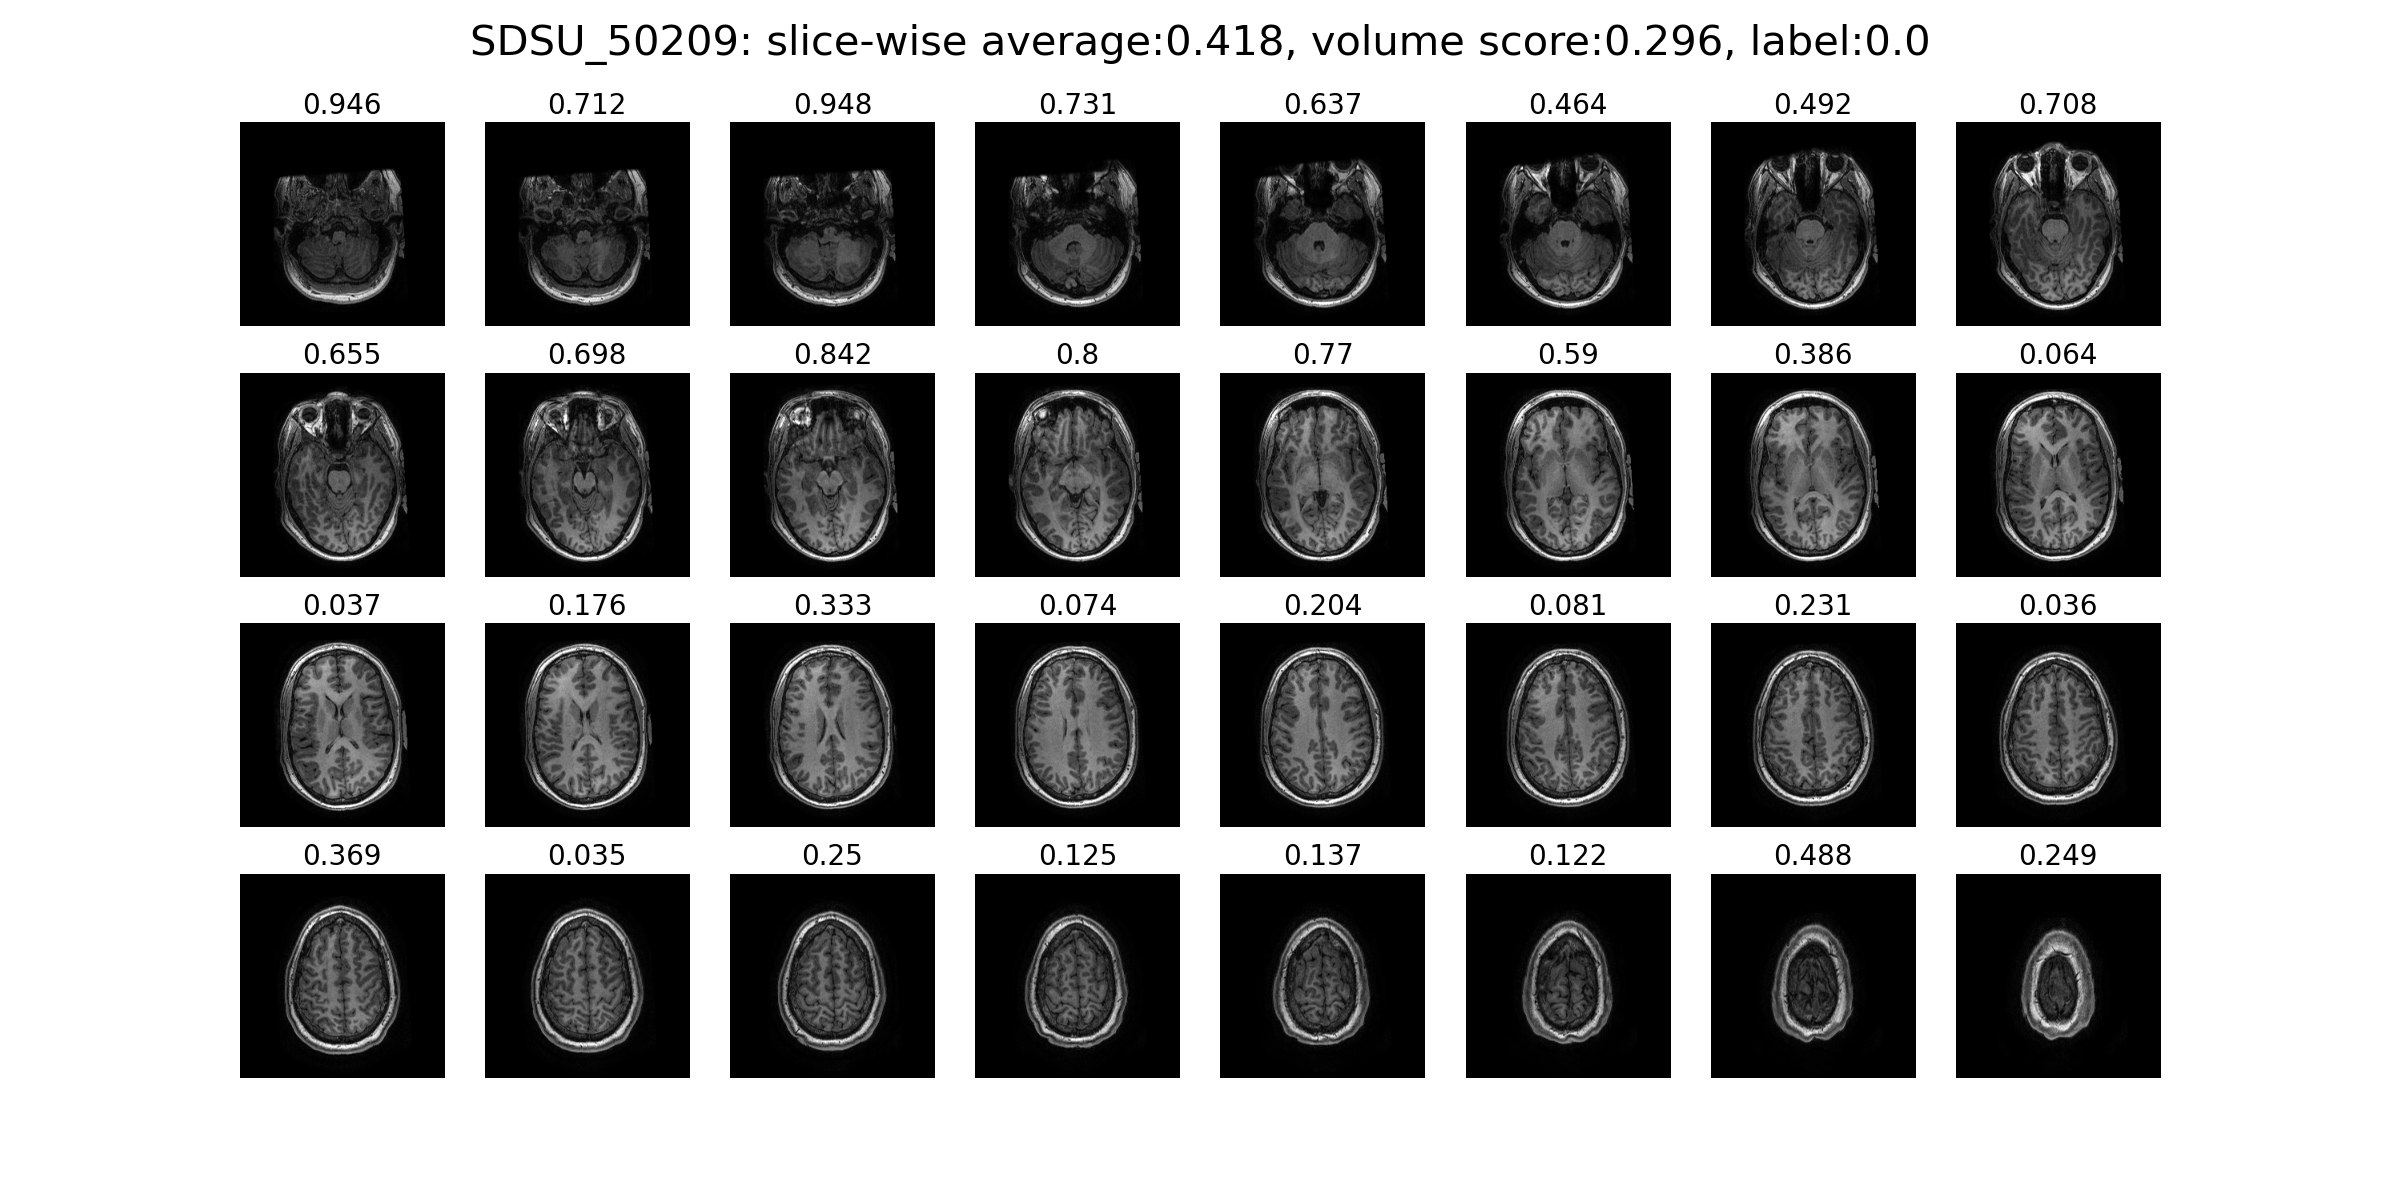 SDSU_50209: slice-wise average:0.418, volume score:0.296, label:0.0
0.946 0.712 0.948 0.731 0.637 0.464 0.492 0.708
0.655 0.698 0.842 0.8 0.77 0.59 0.386 0.064
0.037 0.176 0.333 0.074 0.204 0.081 0.231 0.036
0.369 0.035 0.25 0.125 0.137 0.122 0.488 0.249